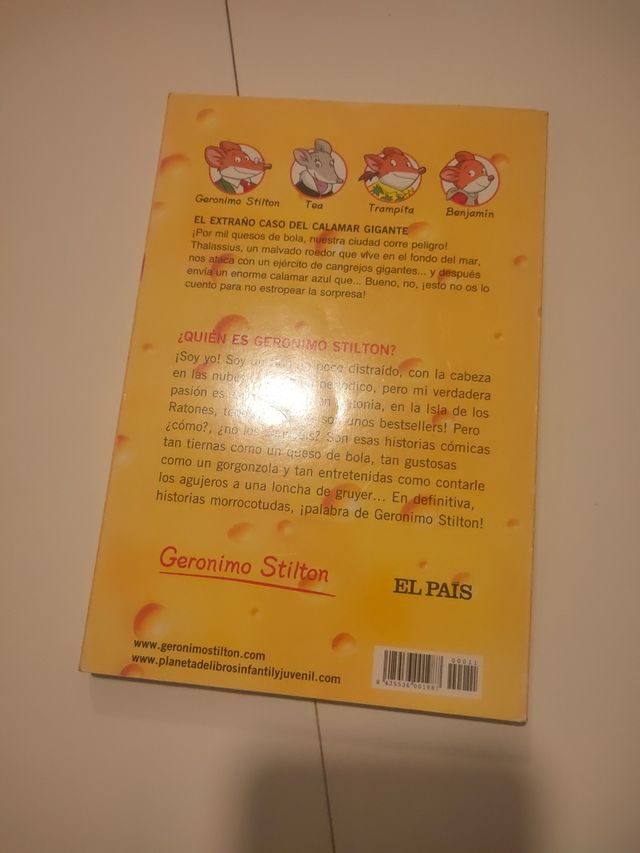 Geronimo Stilton
Tea
Trampita
Benjamín
EL EXTRAÑO CASO DEL CALAMAR GIGANTE
¡Por mil quesos de bola, nuestra ciudad corre peligro!
Thalassius, un malvado roedor que vive en el fondo del mar,
nos ataca con un ejército de cangrejos gigantes... y después
envía un enorme calamar azul que... Bueno, no, ¡esto no os lo
cuento para no estropear la sorpresa!
¿QUIÉN ES GERONIMO STILTON?
¡Soy yo! Soy un poco distraído, con la cabeza
en las nubes periódico, pero mi verdadera
pasión es en Ratonia, en la Isla de los
Ratones, son unos bestsellers! Pero
¿cómo?, ¿no los Son esas historias cómicas
tan tiernas como un queso de bola, tan gustosas
como un gorgonzola y tan entretenidas como contarle
los agujeros a una loncha de gruyer... En definitiva,
historias morrocotudas, ¡palabra de Geronimo Stilton!
Geronimo Stilton
EL PAÍS
www.geronimostilton.com
www.planetadelibrosinfantilyjuvenil.com
00011
8 425536 001987